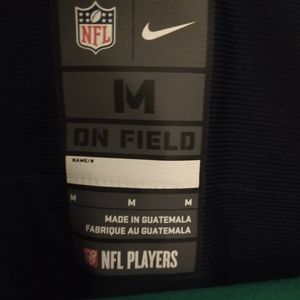 NFL
M
ON FIELD
NAME/#
M M M
MADE IN GUATEMALA
FABRIQUE AU GUATEMALA
NFL PLAYERS